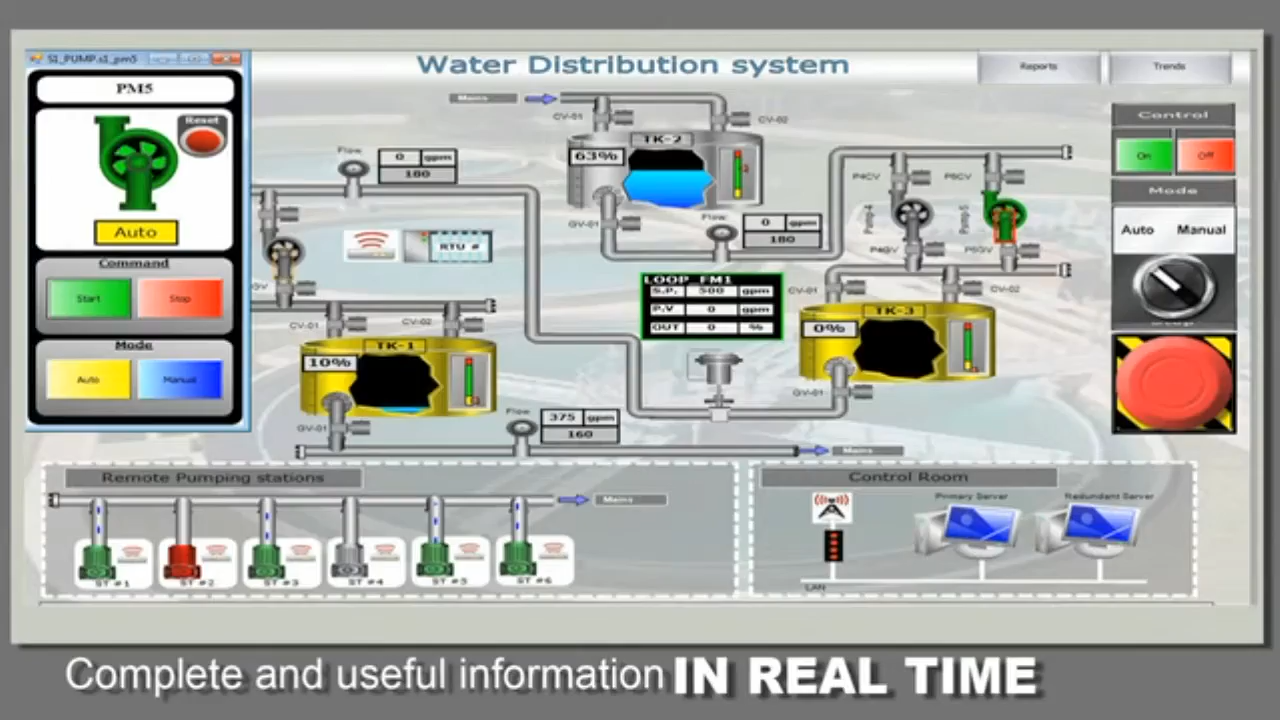 S1_PUMP.s1_pm5
PM5
Reset
Auto
Command
Start
Stop
Mode
Auto
Manual
Water Distribution system
Reports
Trends
Mains
CV-01
CV-02
TK-2
63%
GV-01
Flow
0 gpm
180
Flow
0 gpm
180
RTU #
P4CV
P5CV
Pump-4
Pump-5
P4GV
P5GV
LOOP FM1
S.P. 500 gpm
P.V 0 gpm
OUT 0 %
CV-01
CV-02
TK-1
10%
GV-01
CV-01
CV-02
TK-3
0%
GV-01
Flow
375 gpm
160
Mains
Control
On
Off
Mode
Auto Manual
Remote Pumping stations
Mains
ST #1
ST #2
ST #3
ST #4
ST #5
ST #6
Control Room
Primary Server
Redundant Server
LAN
Complete and useful information IN REAL TIME